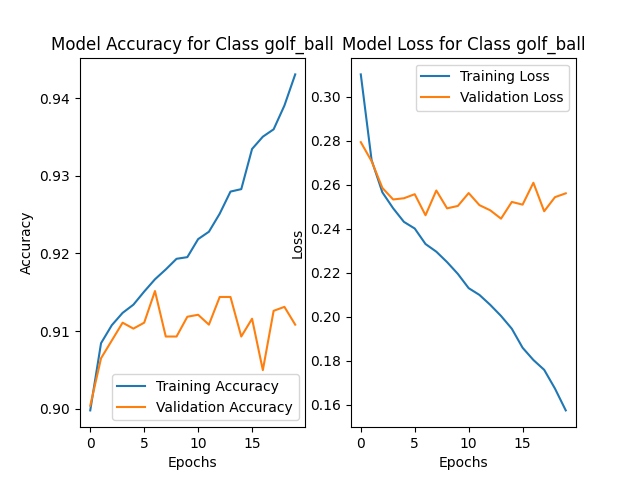 Model Accuracy for Class golf_ball
Accuracy
0.94
0.93
0.92
0.91
0.90
Training Accuracy
Validation Accuracy
0 5 10 15
Epochs
Model Loss for Class golf_ball
Loss
0.30
0.28
0.26
0.24
0.22
0.20
0.18
0.16
Training Loss
Validation Loss
0 5 10 15
Epochs